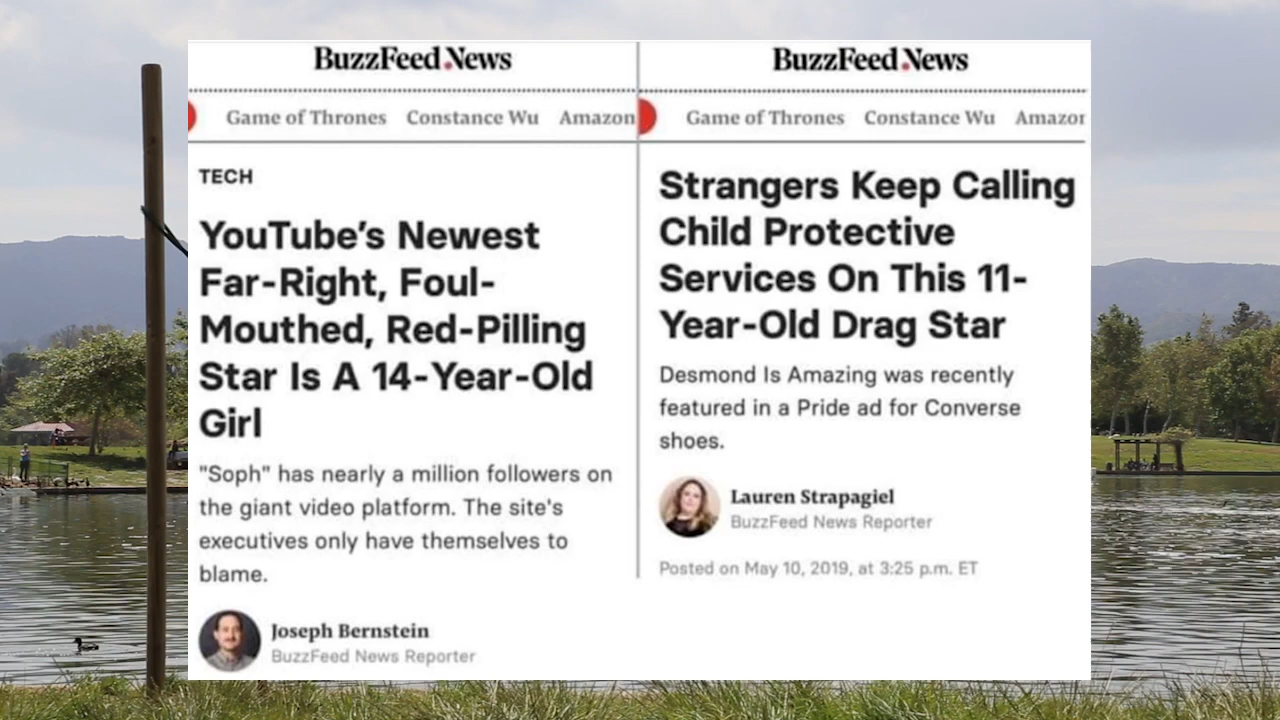 BuzzFeed.News
Game of Thrones Constance Wu Amazon
TECH
YouTube's Newest
Far-Right, Foul-
Mouthed, Red-Pilling
Star Is A 14-Year-Old
Girl
"Soph" has nearly a million followers on
the giant video platform. The site's
executives only have themselves to
blame.
Joseph Bernstein
BuzzFeed News Reporter
BuzzFeed.News
Game of Thrones Constance Wu Amazon
Strangers Keep Calling
Child Protective
Services On This 11-
Year-Old Drag Star
Desmond Is Amazing was recently
featured in a Pride ad for Converse
shoes.
Lauren Strapagiel
BuzzFeed News Reporter
Posted on May 10, 2019, at 3:25 p.m. ET